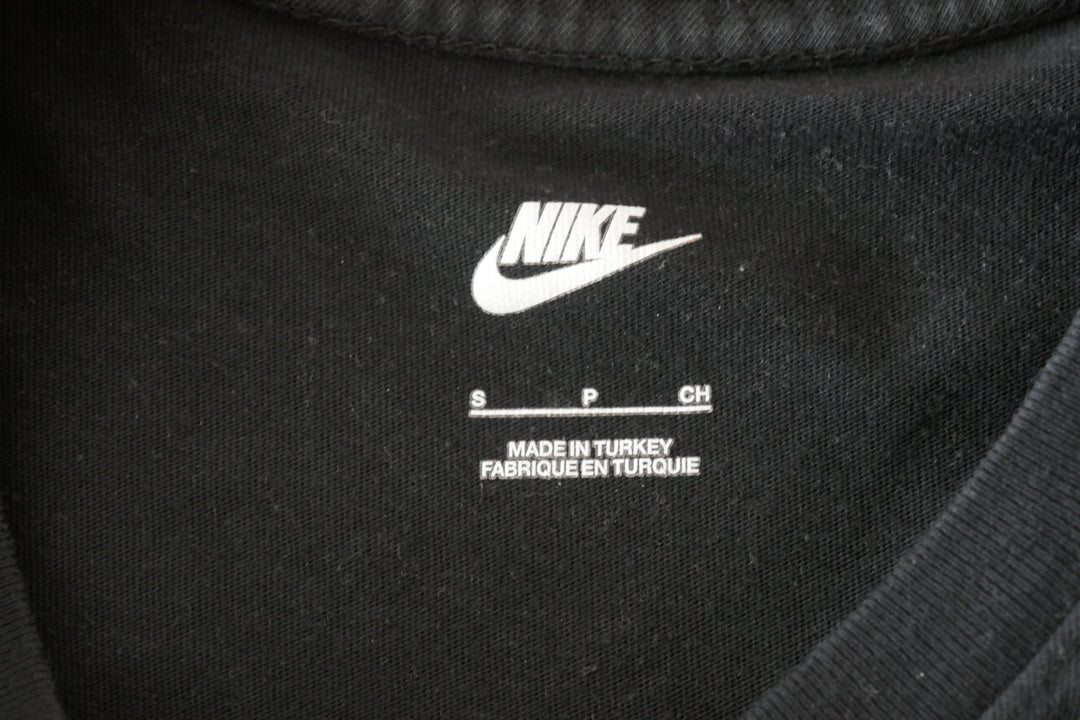 NIKE
S P CH
MADE IN TURKEY
FABRIQUE EN TURQUIE